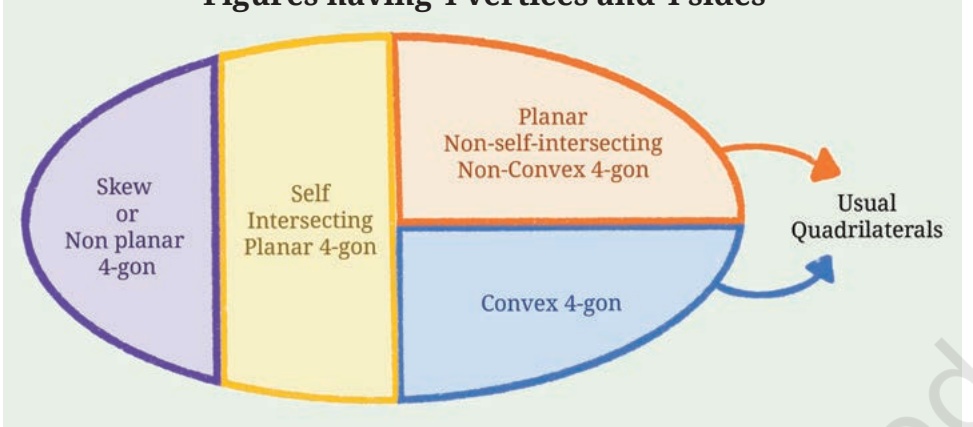 Figures having 4 vertices and 4 sides
Skew
or
Non planar
4-gon
Self
Intersecting
Planar 4-gon
Planar
Non-self-intersecting
Non-Convex 4-gon
Convex 4-gon
Usual
Quadrilaterals